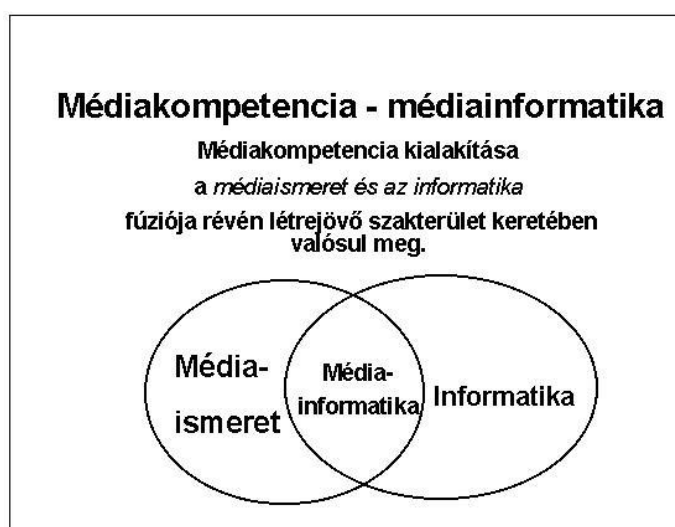 Médiakompetencia - médiainformatika
Médiakompetencia kialakítása
a médiaismeret és az informatika
fúziója révén létrejövő szakterület keretében
valósul meg.
Média-
ismeret
Média-
informatika
Informatika